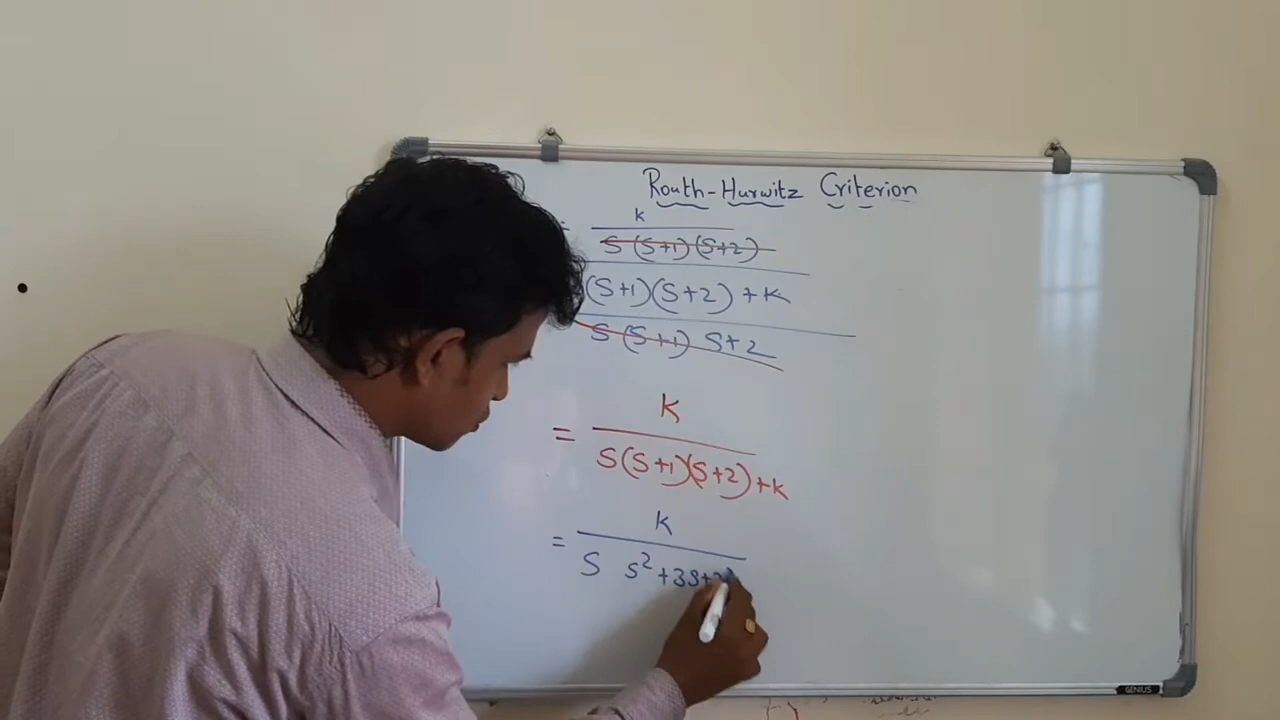 Routh-Hurwitz Criterion
K
S (S+1) (S+2)
(S+1) (S+2) + K
S (S+1) S+2
K
= S(S+1)(S+2)+K
K
= S s² +3s+2
GENIUS